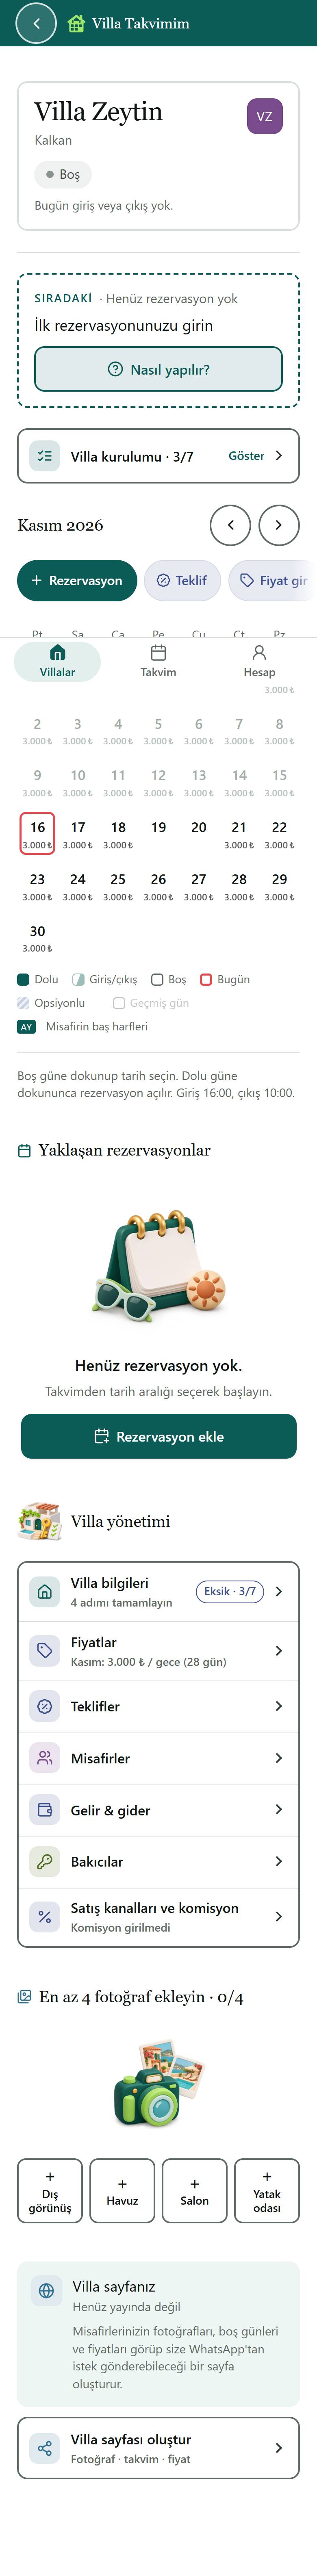 Villa Takvimim
Villa Zeytin
VZ
Kalkan
Boş
Bugün giriş veya çıkış yok.
SIRADAKİ · Henüz rezervasyon yok
İlk rezervasyonunuzu girin
Nasıl yapılır?
Villa kurulumu · 3/7 Göster
Kasım 2026
Rezervasyon Teklif Fiyat gir
Pt Sa Ça Pe Cu Ct Pz
Villalar Takvim Hesap
3.000 ₺
2 3 4 5 6 7 8
3.000 ₺ 3.000 ₺ 3.000 ₺ 3.000 ₺ 3.000 ₺ 3.000 ₺ 3.000 ₺
9 10 11 12 13 14 15
3.000 ₺ 3.000 ₺ 3.000 ₺ 3.000 ₺ 3.000 ₺ 3.000 ₺ 3.000 ₺
16 17 18 19 20 21 22
3.000 ₺ 3.000 ₺ 3.000 ₺ 3.000 ₺ 3.000 ₺
23 24 25 26 27 28 29
3.000 ₺ 3.000 ₺ 3.000 ₺ 3.000 ₺ 3.000 ₺ 3.000 ₺ 3.000 ₺
30
3.000 ₺
Dolu Giriş/çıkış Boş Bugün
Opsiyonlu Geçmiş gün
AY Misafirin baş harfleri
Boş güne dokunup tarih seçin. Dolu güne
dokununca rezervasyon açılır. Giriş 16:00, çıkış 10:00.
Yaklaşan rezervasyonlar
Henüz rezervasyon yok.
Takvimden tarih aralığı seçerek başlayın.
Rezervasyon ekle
Villa yönetimi
Villa bilgileri
4 adımı tamamlayın
Eksik · 3/7
Fiyatlar
Kasım: 3.000 ₺ / gece (28 gün)
Teklifler
Misafirler
Gelir & gider
Bakıcılar
Satış kanalları ve komisyon
Komisyon girilmedi
En az 4 fotoğraf ekleyin · 0/4
Dış görünüş
Havuz
Salon
Yatak odası
Villa sayfanız
Henüz yayında değil
Misafirlerinizin fotoğrafları, boş günleri
ve fiyatları görüp size WhatsApp'tan
istek gönderebileceği bir sayfa
oluşturur.
Villa sayfası oluştur
Fotoğraf · takvim · fiyat